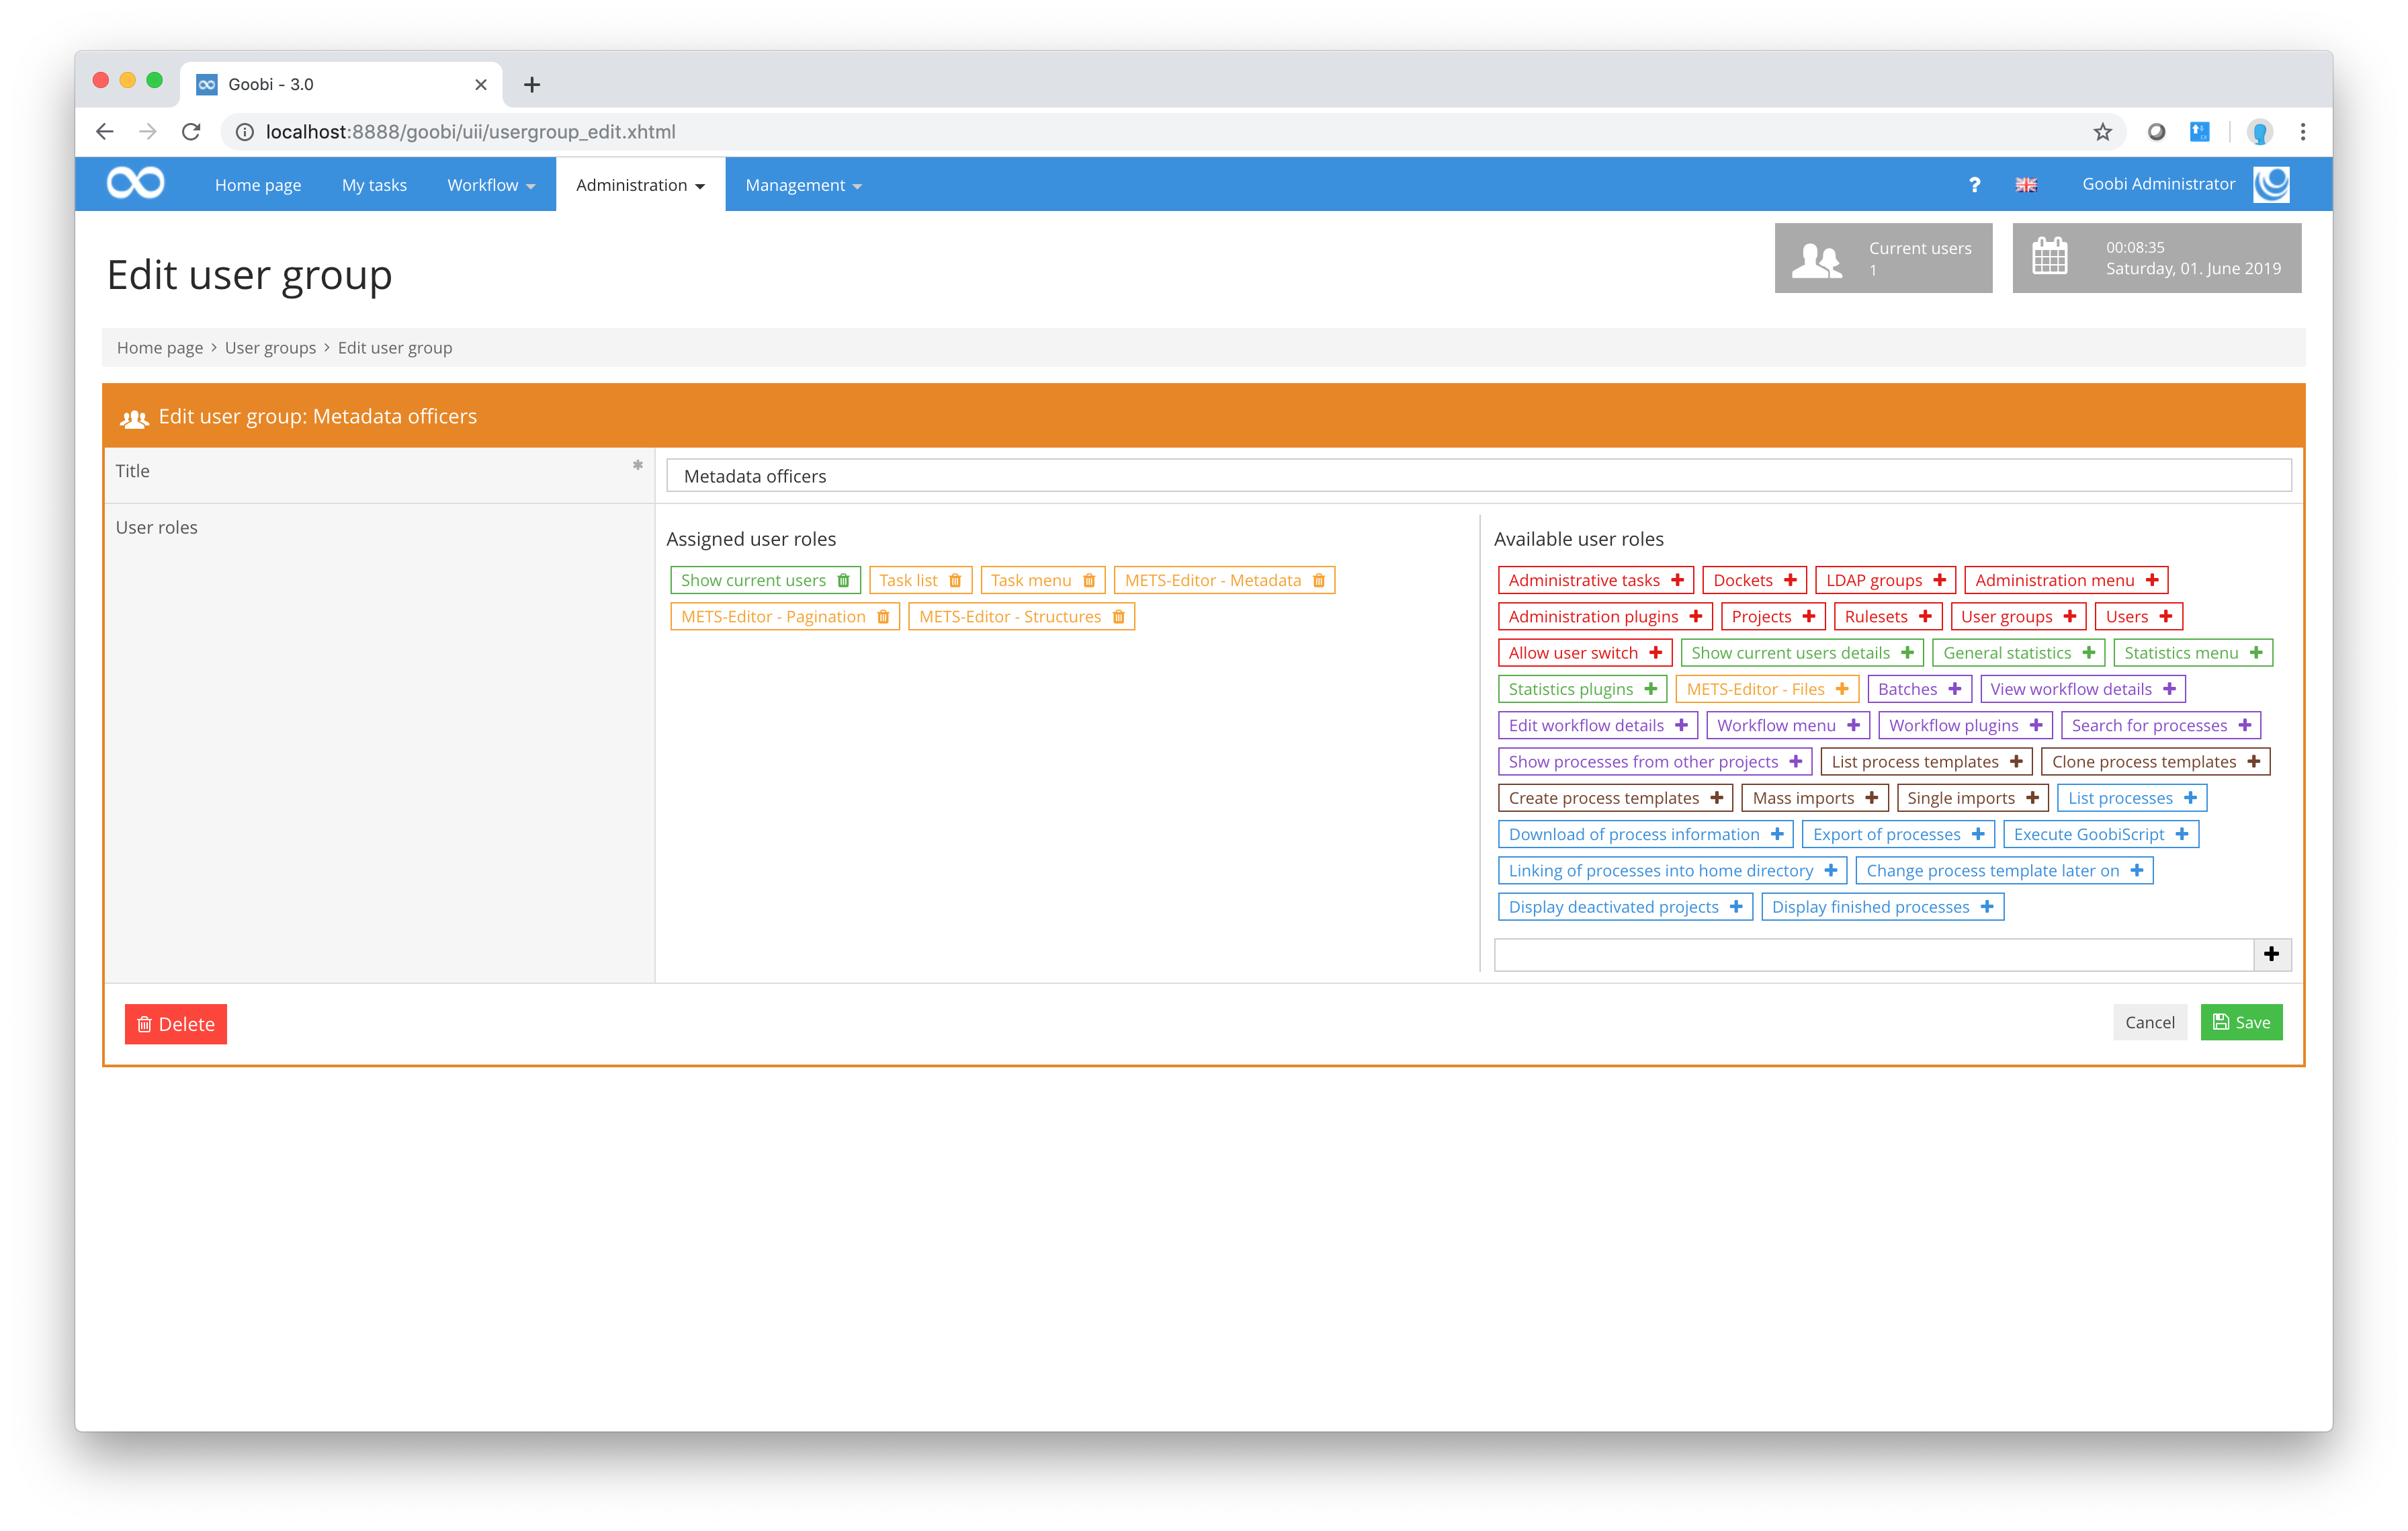 Goobi - 3.0
localhost:8888/goobi/uii/usergroup_edit.xhtml
Home page My tasks Workflow Administration Management ? Goobi Administrator
Current users
1
00:08:35
Saturday, 01. June 2019
Edit user group
Home page › User groups › Edit user group
Edit user group: Metadata officers
Title *
Metadata officers
User roles
Assigned user roles
Show current users Task list Task menu METS-Editor - Metadata
METS-Editor - Pagination METS-Editor - Structures
Available user roles
Administrative tasks Dockets LDAP groups Administration menu
Administration plugins Projects Rulesets User groups Users
Allow user switch Show current users details General statistics Statistics menu
Statistics plugins METS-Editor - Files Batches View workflow details
Edit workflow details Workflow menu Workflow plugins Search for processes
Show processes from other projects List process templates Clone process templates
Create process templates Mass imports Single imports List processes
Download of process information Export of processes Execute GoobiScript
Linking of processes into home directory Change process template later on
Display deactivated projects Display finished processes
Delete
Cancel Save